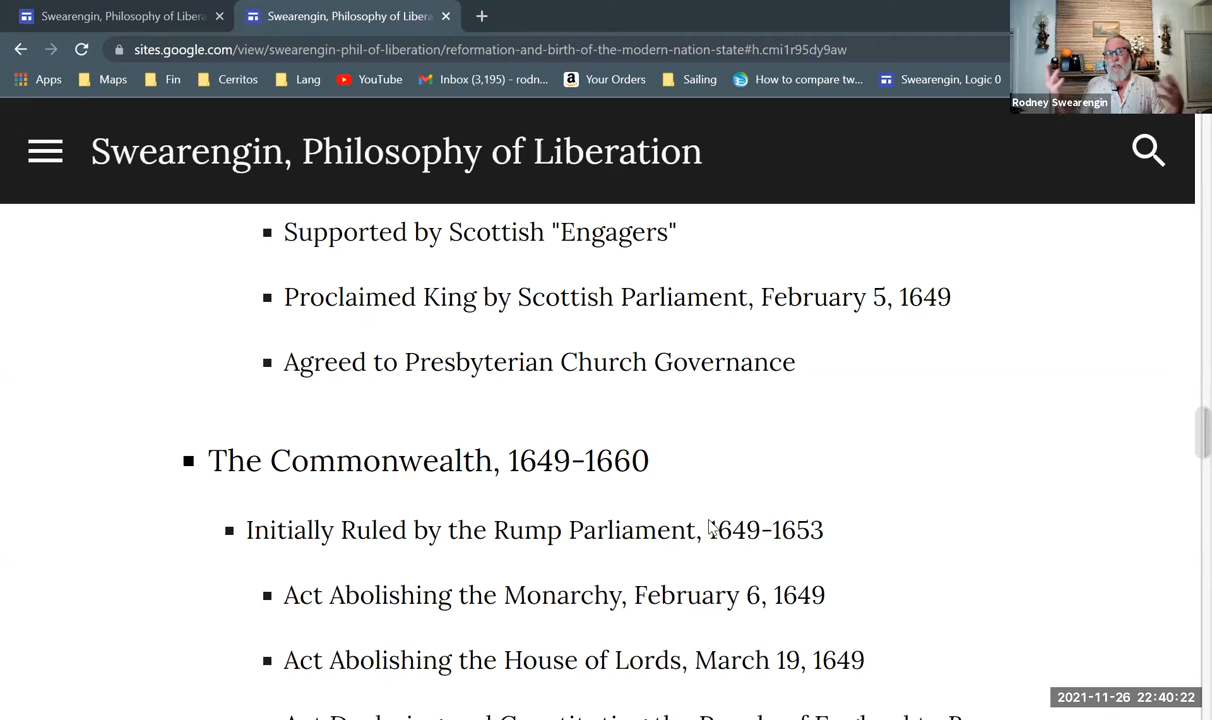 Swearengin, Philosophy of Libera
Swearengin, Philosophy of Libera
sites.google.com/view/swearengin-phil-of-liberation/reformation-and-birth-of-the-modern-nation-state#h.cmi1r95dy9aw
Apps Maps Fin Cerritos Lang YouTube Inbox (3,195) - rodn... Your Orders Sailing How to compare tw... Swearengin, Logic 0
Rodney Swearengin
Swearengin, Philosophy of Liberation
Supported by Scottish "Engagers"
Proclaimed King by Scottish Parliament, February 5, 1649
Agreed to Presbyterian Church Governance
The Commonwealth, 1649-1660
Initially Ruled by the Rump Parliament, 1649-1653
Act Abolishing the Monarchy, February 6, 1649
Act Abolishing the House of Lords, March 19, 1649
2021-11-26 22:40:22